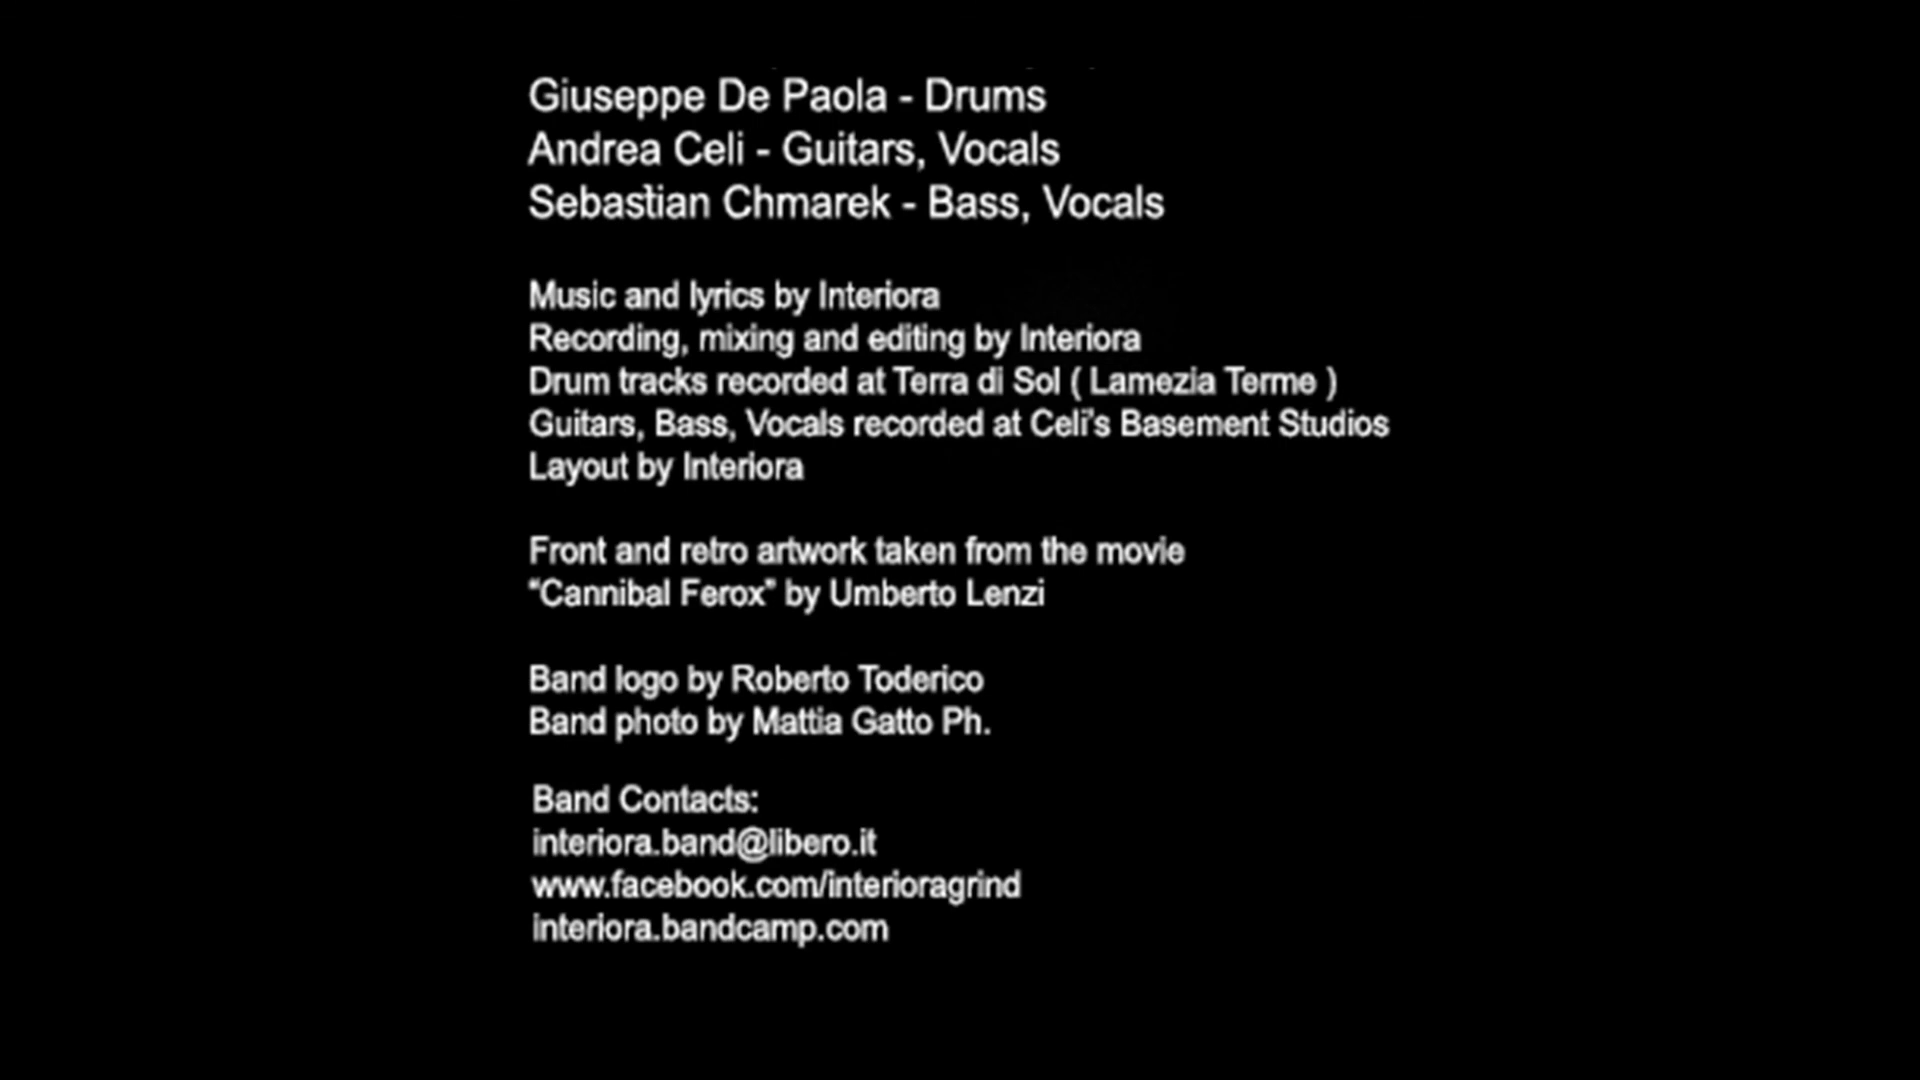 Giuseppe De Paola - Drums
Andrea Celi - Guitars, Vocals
Sebastian Chmarek - Bass, Vocals
Music and lyrics by Interiora
Recording, mixing and editing by Interiora
Drum tracks recorded at Terra di Sol ( Lamezia Terme )
Guitars, Bass, Vocals recorded at Celi's Basement Studios
Layout by Interiora
Front and retro artwork taken from the movie
“Cannibal Ferox” by Umberto Lenzi
Band logo by Roberto Toderico
Band photo by Mattia Gatto Ph.
Band Contacts:
interiora.band@libero.it
www.facebook.com/interioragrind
interiora.bandcamp.com